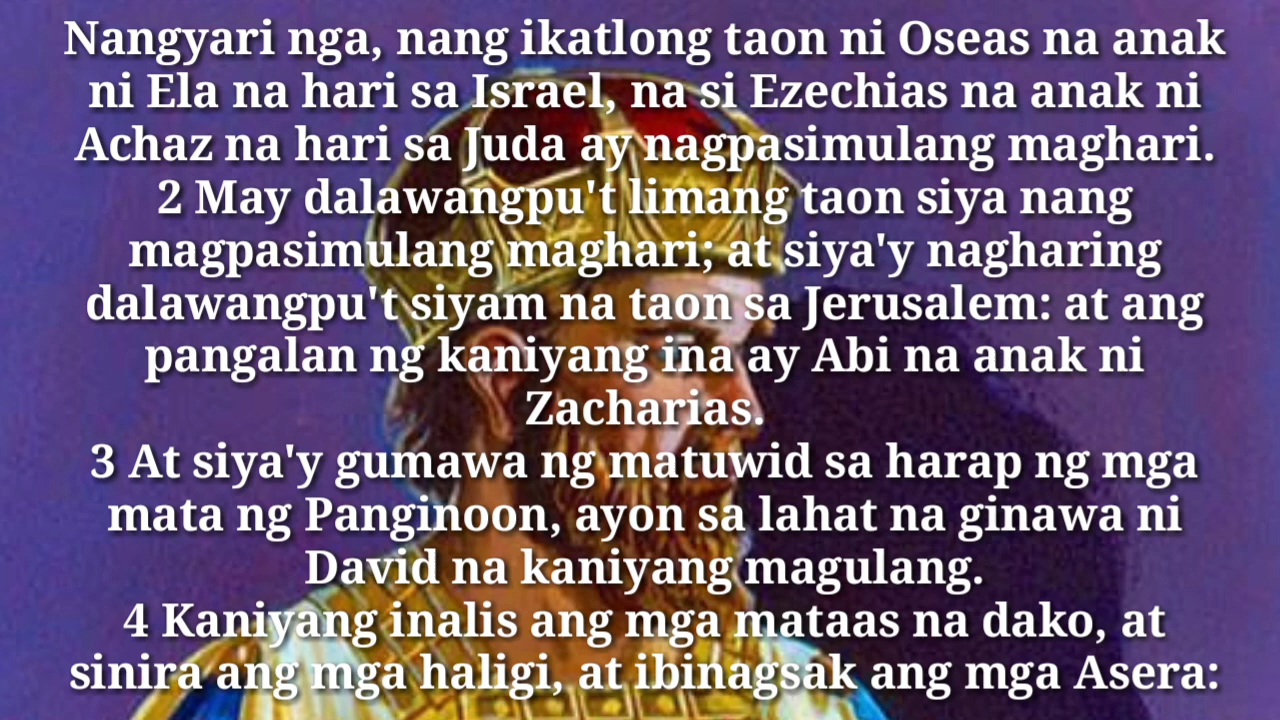 Nangyari nga, nang ikatlong taon ni Oseas na anak
ni Ela na hari sa Israel, na si Ezechias na anak ni
Achaz na hari sa Juda ay nagpasimulang maghari.
2 May dalawangpu't limang taon siya nang
magpasimulang maghari; at siya'y nagharing
dalawangpu't siyam na taon sa Jerusalem: at ang
pangalan ng kaniyang ina ay Abi na anak ni
Zacharias.
3 At siya'y gumawa ng matuwid sa harap ng mga
mata ng Panginoon, ayon sa lahat na ginawa ni
David na kaniyang magulang.
4 Kaniyang inalis ang mga mataas na dako, at
sinira ang mga haligi, at ibinagsak ang mga Asera: